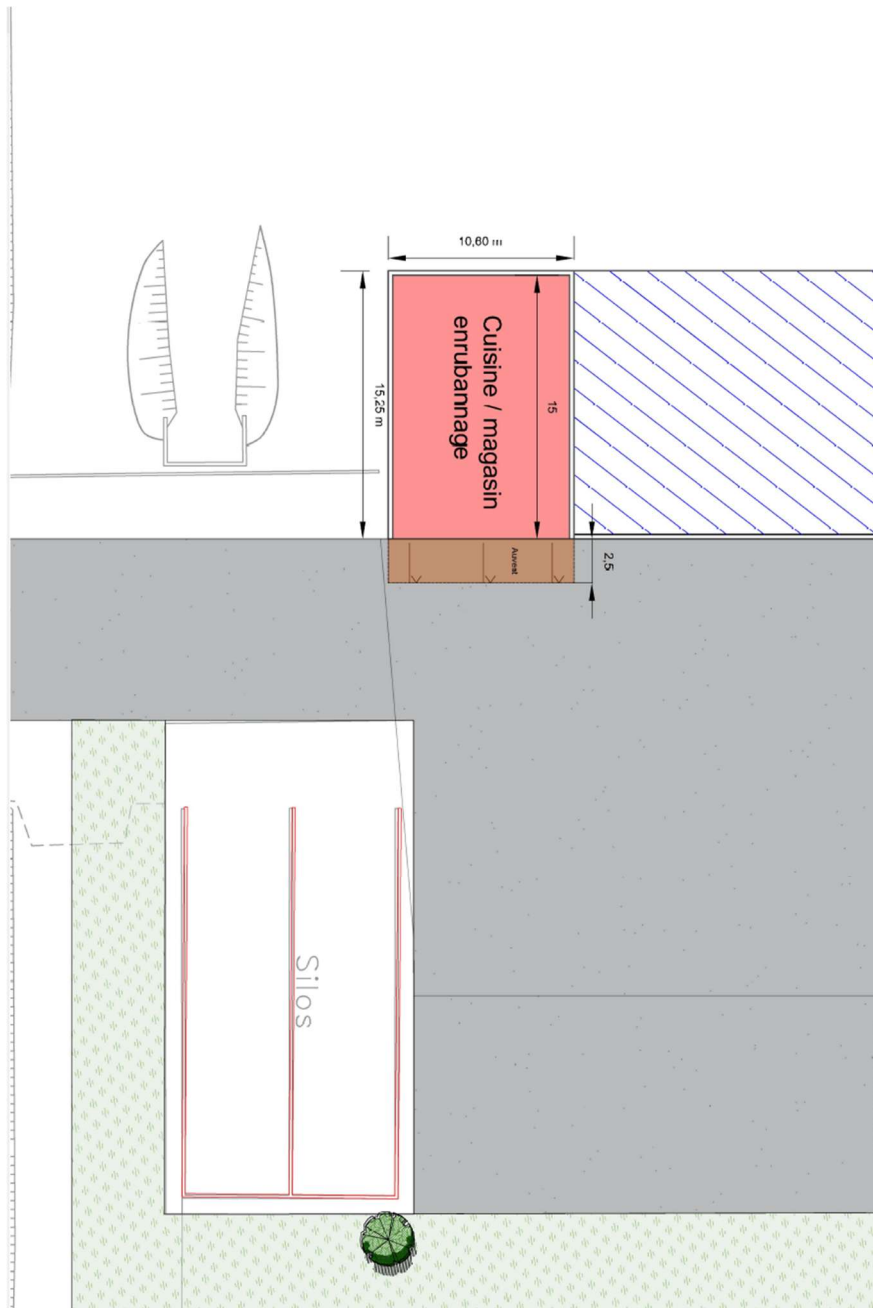 10,60 m
15,25 m
15
Cuisine / magasin
enrubannage
2,5
Auvent
Silos